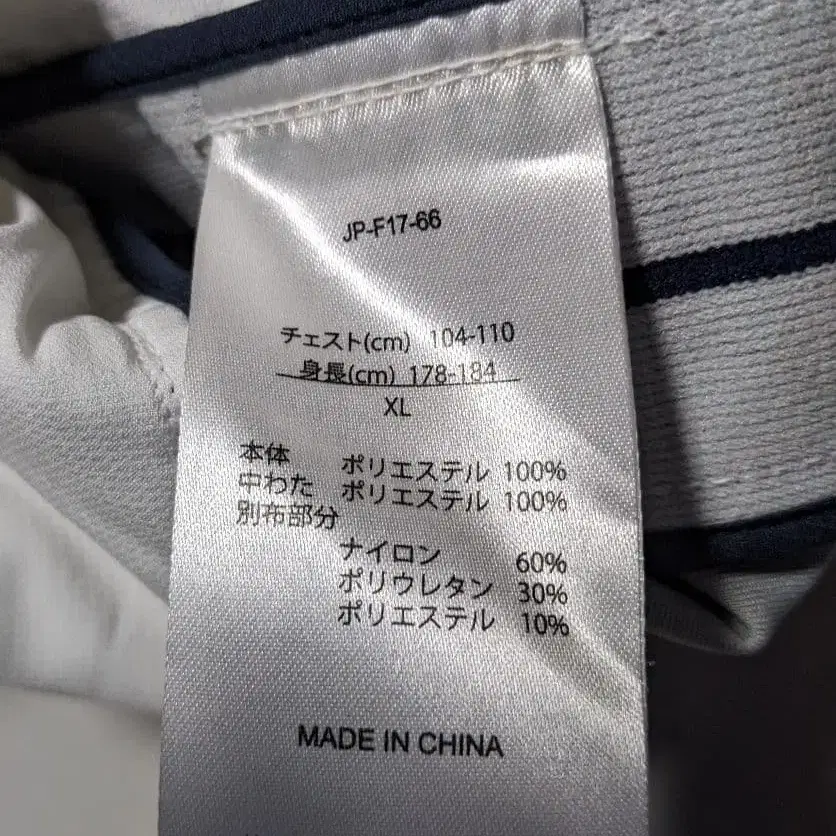 JP-F17-66
チェスト(cm) 104-110
身長(cm) 178-184
XL
本体 ポリエステル 100%
中わた ポリエステル 100%
別布部分
ナイロン 60%
ポリウレタン 30%
ポリエステル 10%
MADE IN CHINA